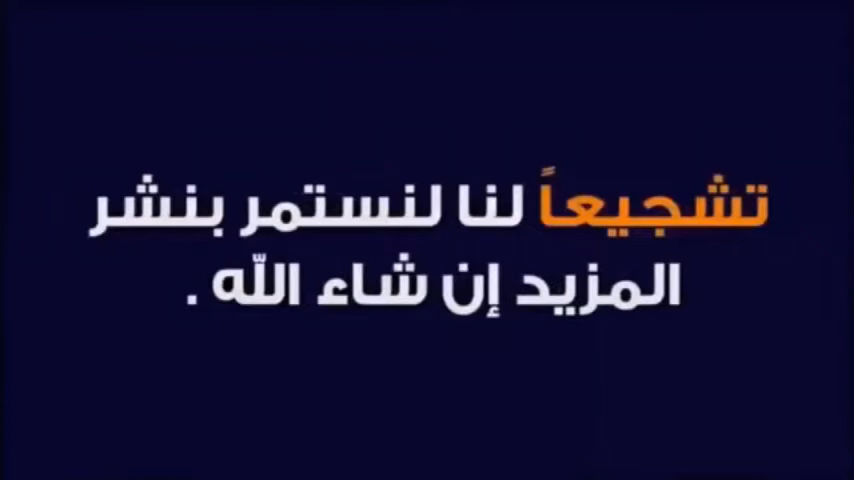 تشجيعاً لنا لنستمر بنشر
المزيد إن شاء الله .